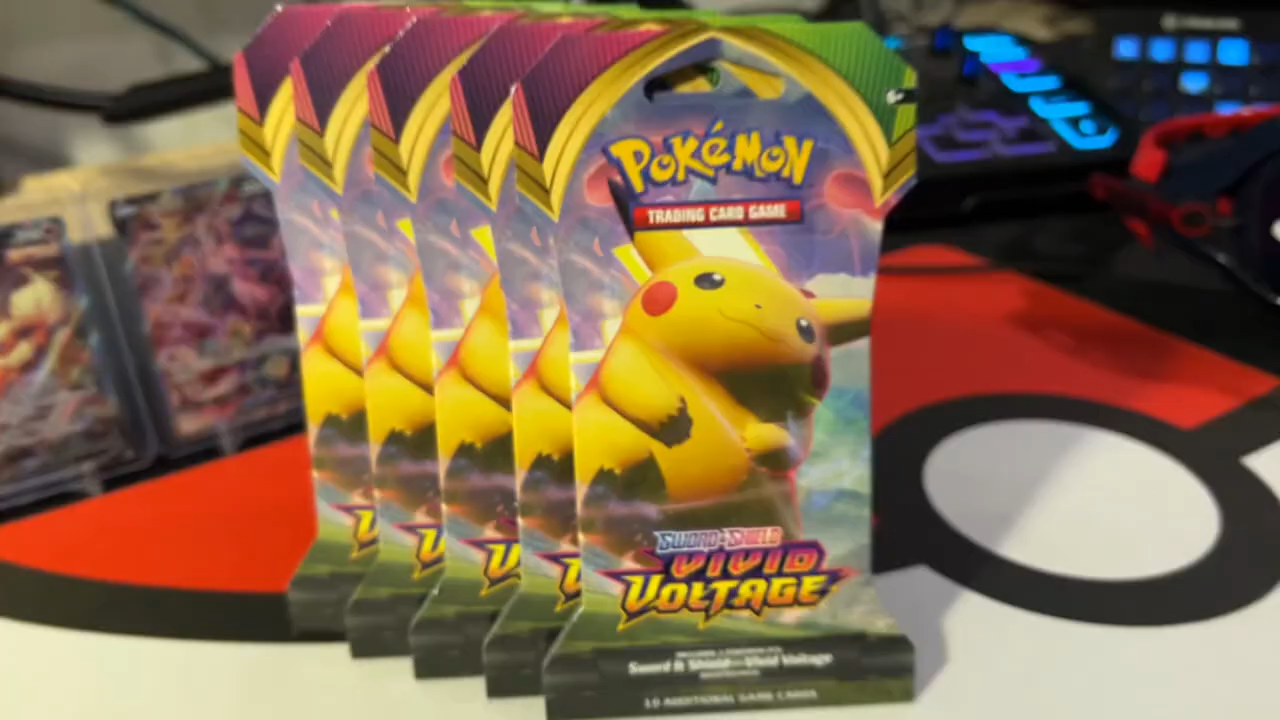 POKéMON
TRADING CARD GAME
SWORD & SHIELD
VIVID
VOLTAGE
Sword & Shield—Vivid Voltage
10 ADDITIONAL GAME CARDS